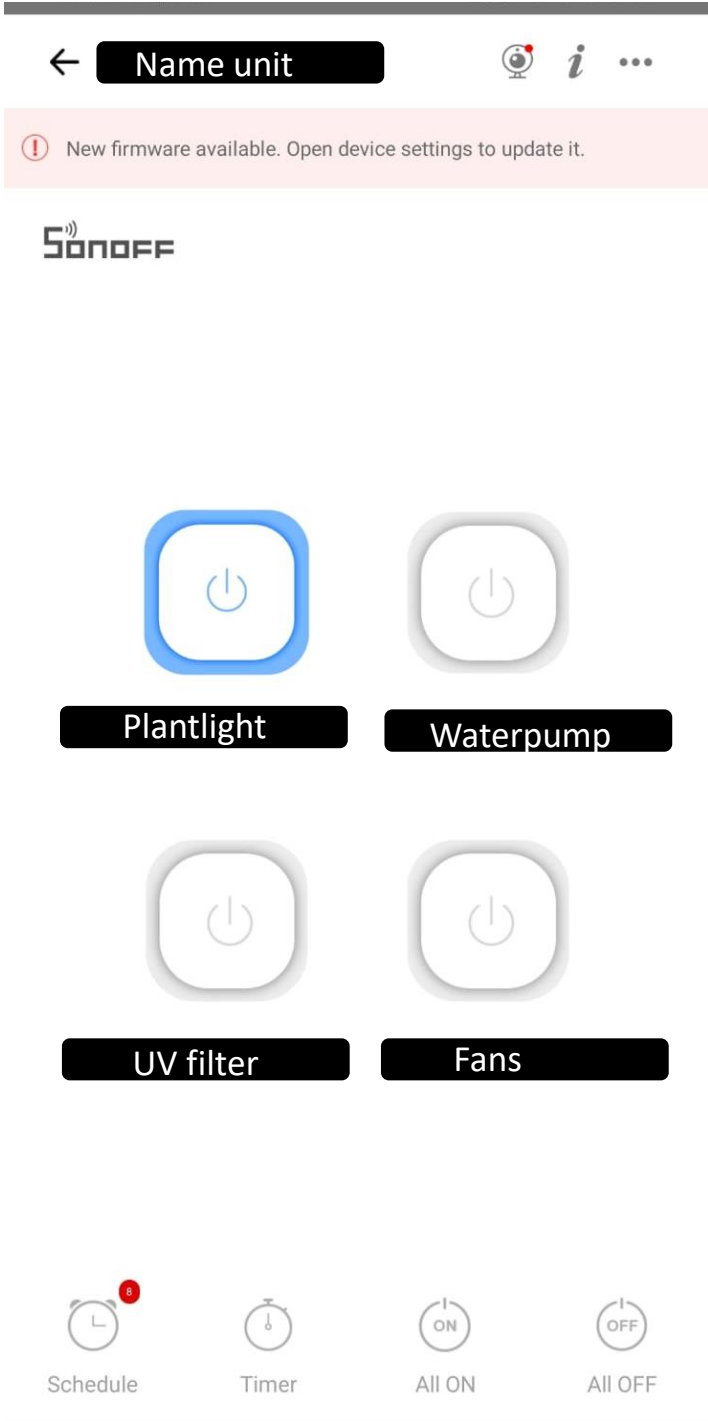 Name unit
New firmware available. Open device settings to update it.
SONOFF
Plantlight
Waterpump
UV filter
Fans
8
ON
OFF
Schedule
Timer
All ON
All OFF